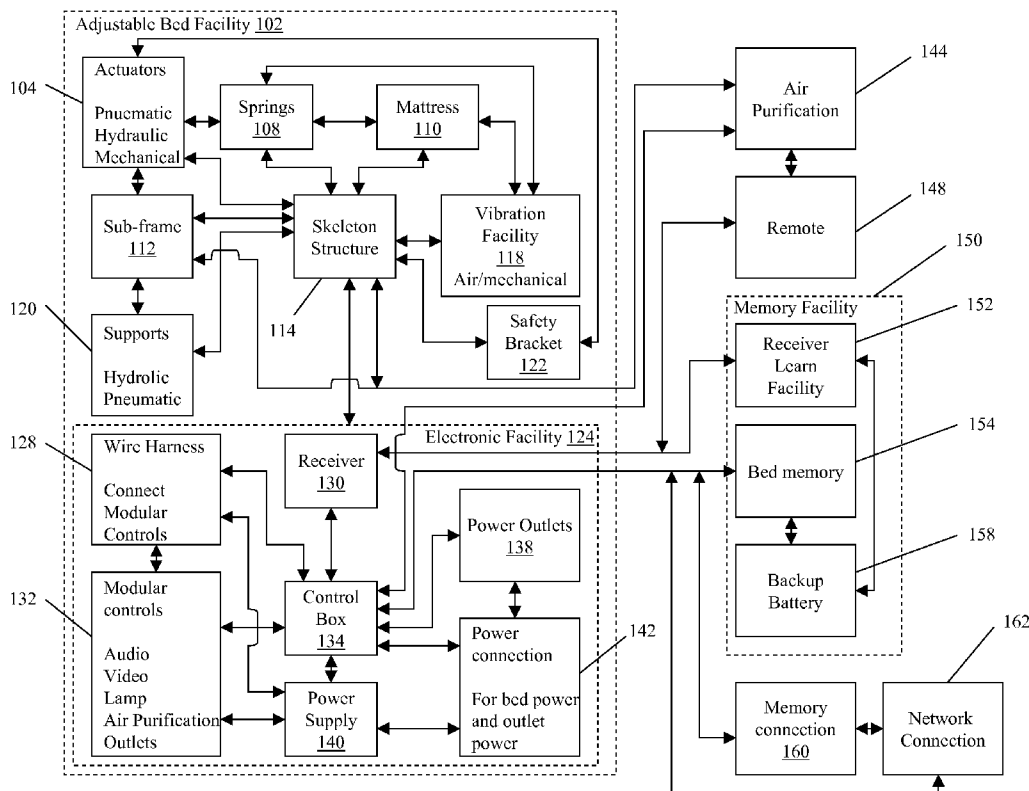 Adjustable Bed Facility 102
104
Actuators
Pnuematic
Hydraulic
Mechanical
Springs
108
Mattress
110
Sub-frame
112
Skeleton
Structure
114
Vibration
Facility
118
Air/mechanical
120
Supports
Hydrolic
Pneumatic
Safety
Bracket
122
144
Air
Purification
148
Remote
150
Memory Facility
152
Receiver
Learn
Facility
154
Bed memory
158
Backup
Battery
Electronic Facility 124
128
Wire Harness
Connect
Modular
Controls
Receiver
130
Power Outlets
138
132
Modular
controls
Audio
Video
Lamp
Air Purification
Outlets
Control
Box
134
Power
Supply
140
142
Power
connection
For bed power
and outlet
power
Memory
connection
160
162
Network
Connection